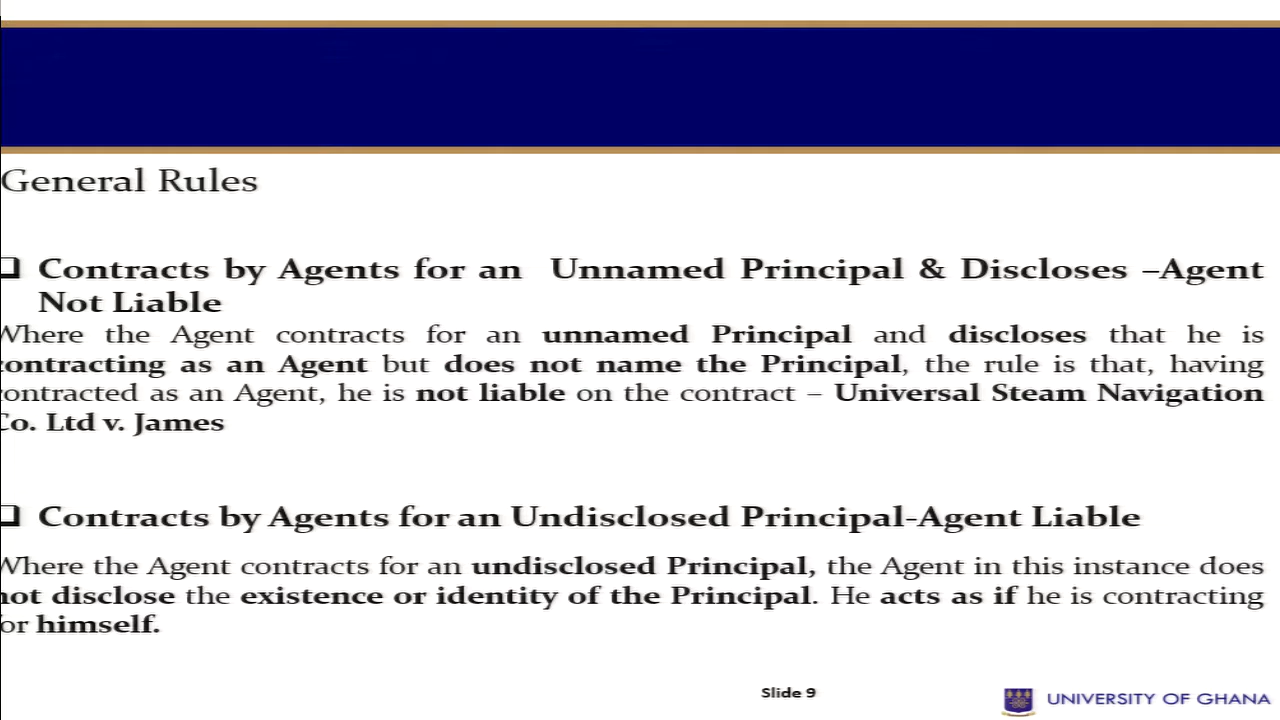 General Rules
❑ Contracts by Agents for an Unnamed Principal & Discloses –Agent
Not Liable
Where the Agent contracts for an unnamed Principal and discloses that he is
contracting as an Agent but does not name the Principal, the rule is that, having
contracted as an Agent, he is not liable on the contract – Universal Steam Navigation
Co. Ltd v. James
❑ Contracts by Agents for an Undisclosed Principal-Agent Liable
Where the Agent contracts for an undisclosed Principal, the Agent in this instance does
not disclose the existence or identity of the Principal. He acts as if he is contracting
for himself.
Slide 9
UNIVERSITY OF GHANA